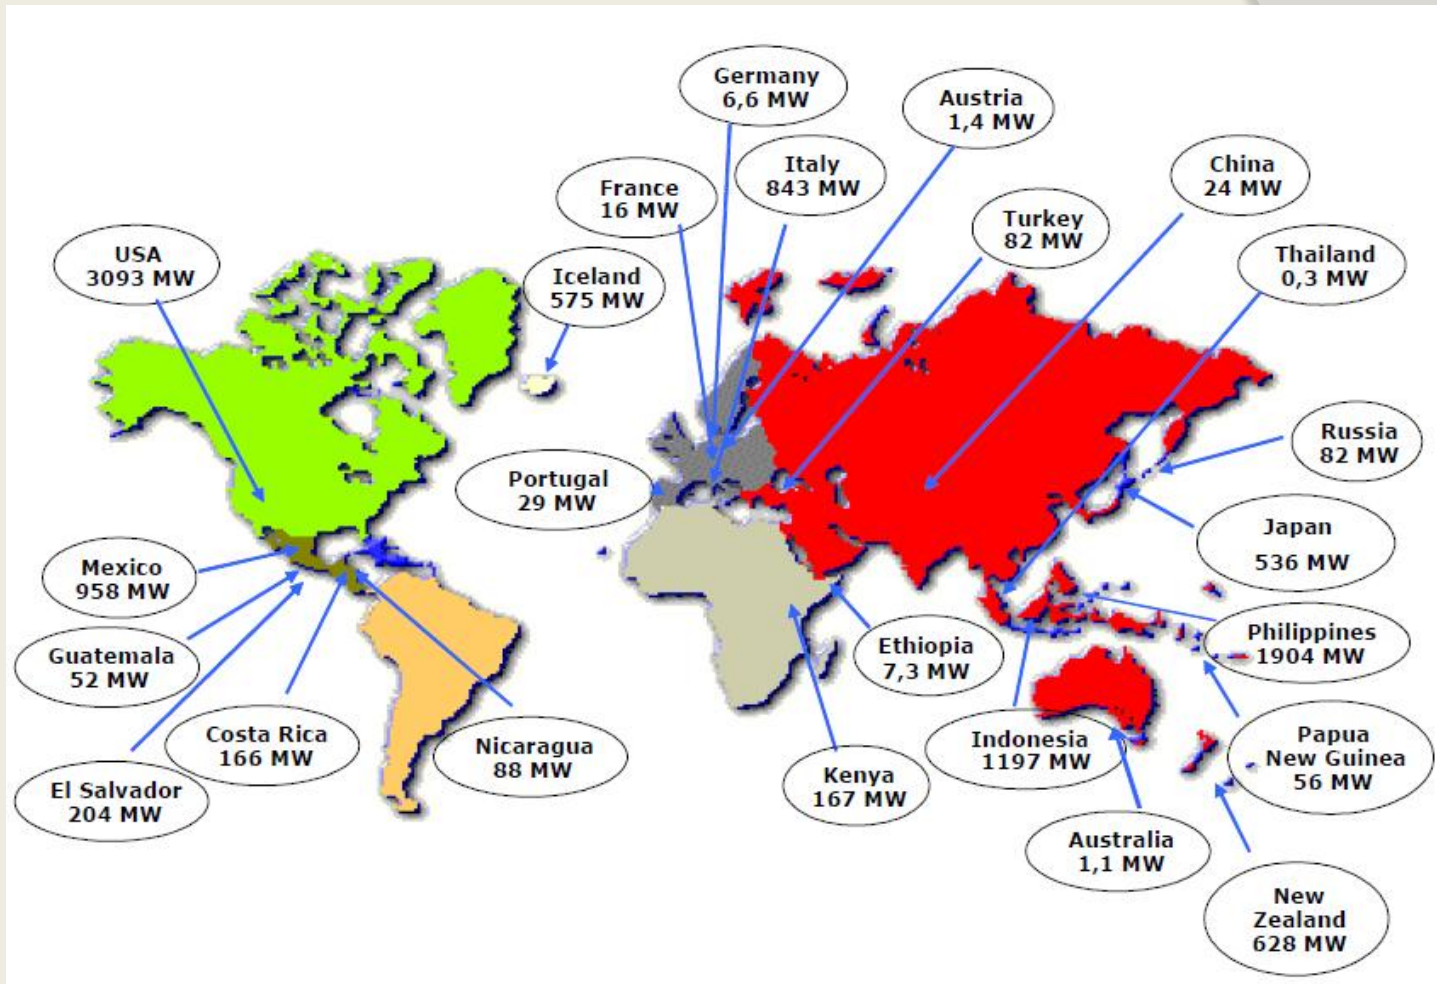 Germany
6,6 MW
Austria
1,4 MW
Italy
843 MW
China
24 MW
France
16 MW
Turkey
82 MW
USA
3093 MW
Iceland
575 MW
Thailand
0,3 MW
Portugal
29 MW
Russia
82 MW
Japan
536 MW
Mexico
958 MW
Guatemala
52 MW
Ethiopia
7,3 MW
Philippines
1904 MW
Costa Rica
166 MW
Nicaragua
88 MW
Indonesia
1197 MW
Papua
New Guinea
56 MW
Kenya
167 MW
El Salvador
204 MW
Australia
1,1 MW
New
Zealand
628 MW